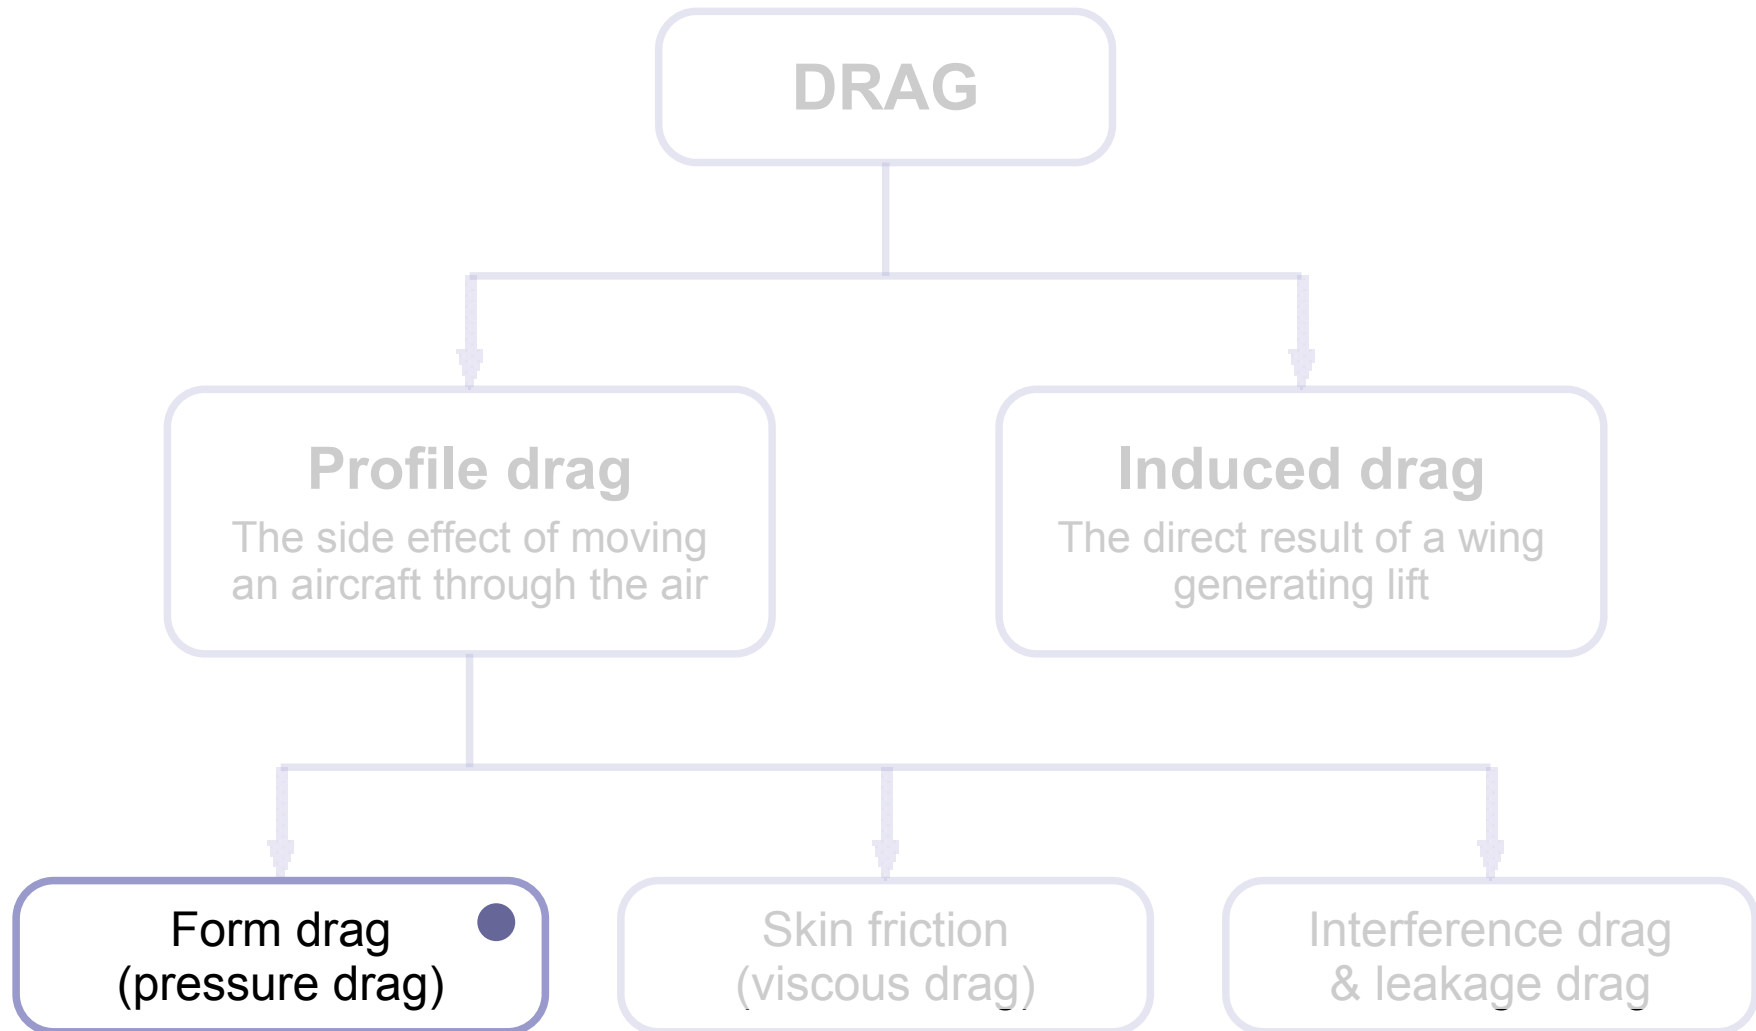 DRAG
Profile drag
The side effect of moving
an aircraft through the air
Induced drag
The direct result of a wing
generating lift
Form drag
(pressure drag)
Skin friction
(viscous drag)
Interference drag
& leakage drag